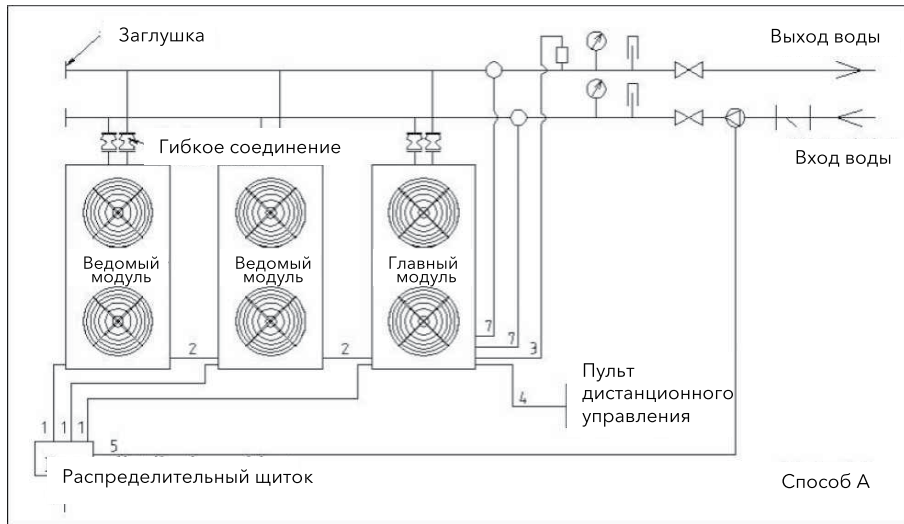 Заглушка
Выход воды
Гибкое соединение
Вход воды
Ведомый
модуль
Ведомый
модуль
Главный
модуль
7
7
3
2
2
4
Пульт
дистанционного
управления
1
1
1
5
Распределительный щиток
Способ А